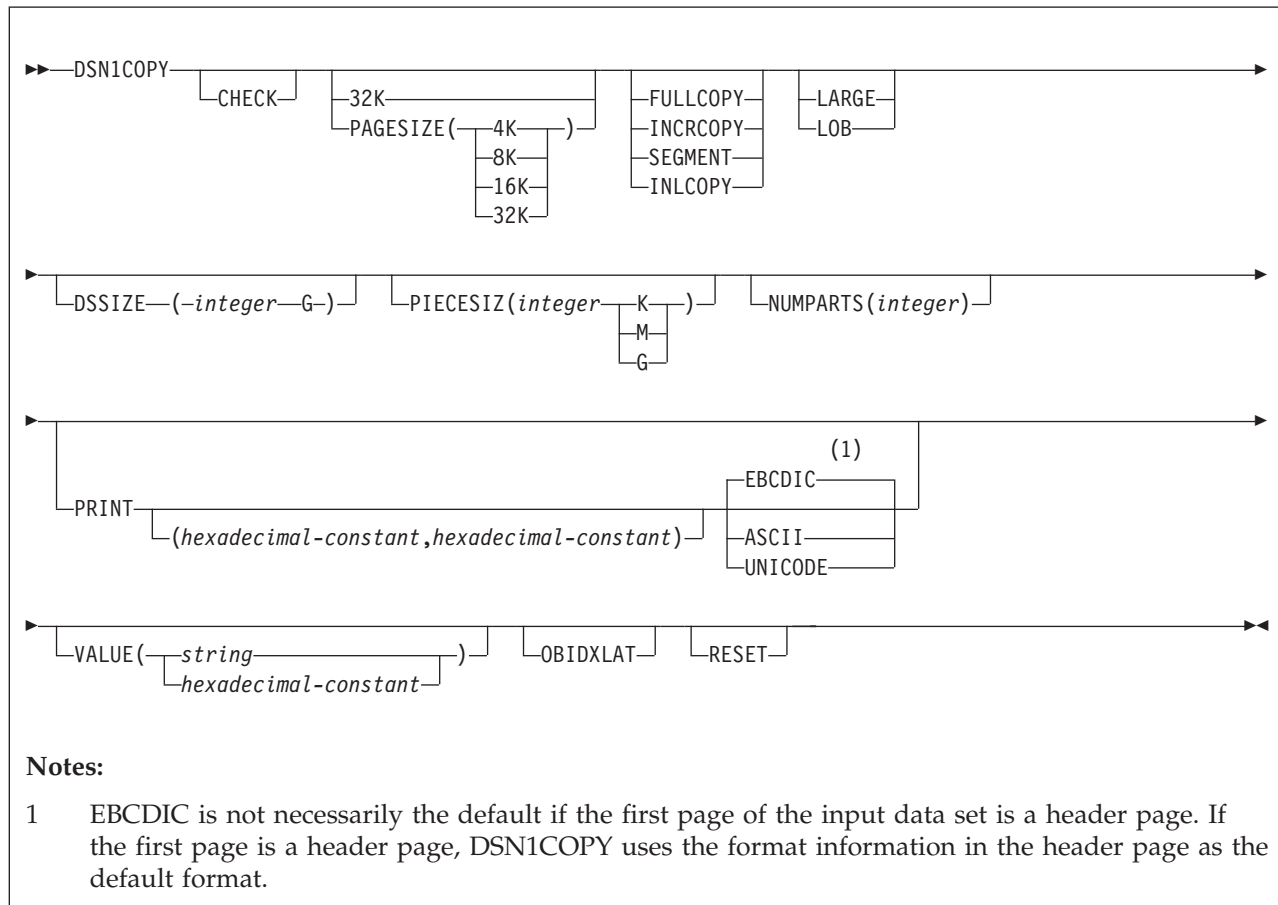 DSN1COPY CHECK 32K PAGESIZE( 4K ) FULLCOPY LARGE
8K INCRCOPY LOB
16K SEGMENT
32K INLCOPY
DSSIZE ( integer G ) PIECESIZ(integer K ) NUMPARTS(integer)
M
G
(1)
EBCDIC
PRINT
(hexadecimal-constant,hexadecimal-constant) ASCII
UNICODE
VALUE( string ) OBIDXLAT RESET
hexadecimal-constant
Notes:
1 EBCDIC is not necessarily the default if the first page of the input data set is a header page. If
the first page is a header page, DSN1COPY uses the format information in the header page as the
default format.